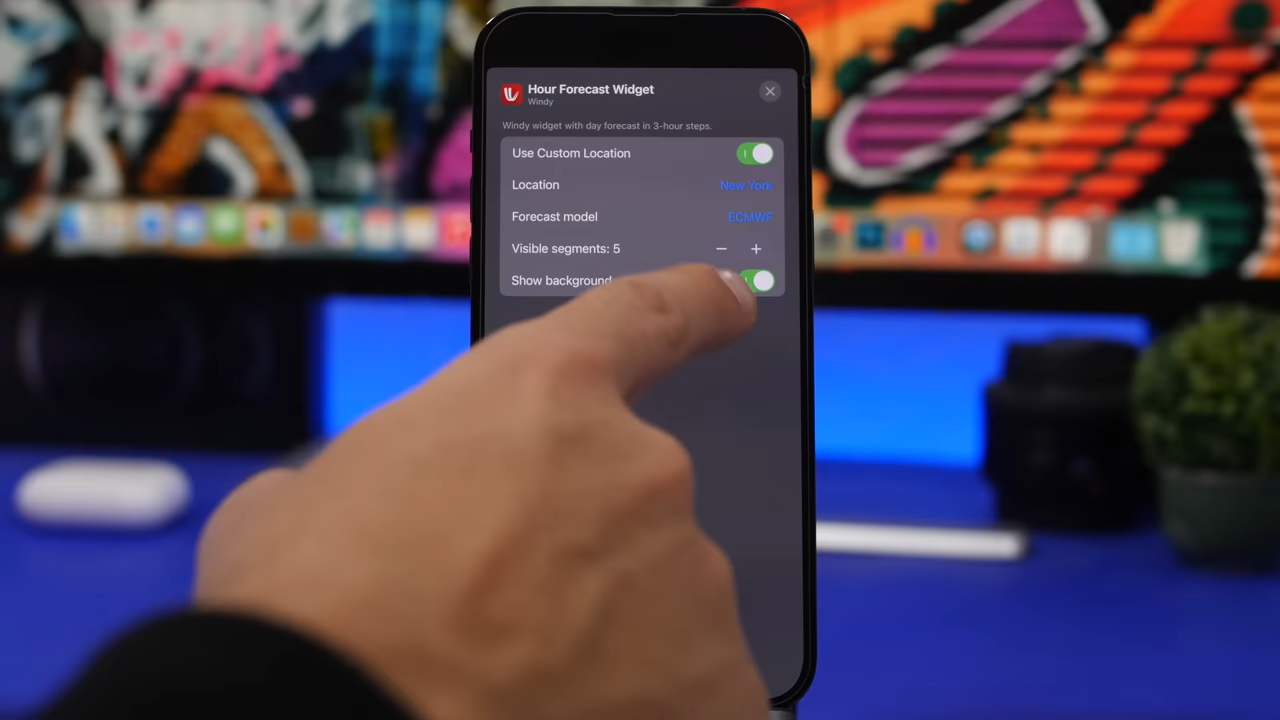 Hour Forecast Widget
Windy
Windy widget with day forecast in 3-hour steps.
Use Custom Location
Location New York
Forecast model ECMWF
Visible segments: 5 − +
Show background